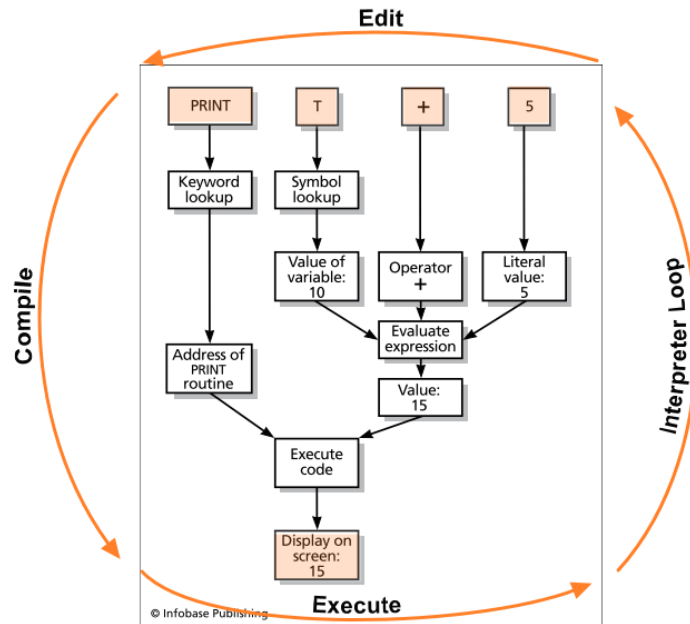 Edit
PRINT
T
+
5
Keyword
lookup
Symbol
lookup
Value of
variable:
10
Operator
+
Literal
value:
5
Evaluate
expression
Address of
PRINT
routine
Value:
15
Execute
code
Display on
screen:
15
Compile
Interpreter Loop
© Infobase Publishing
Execute